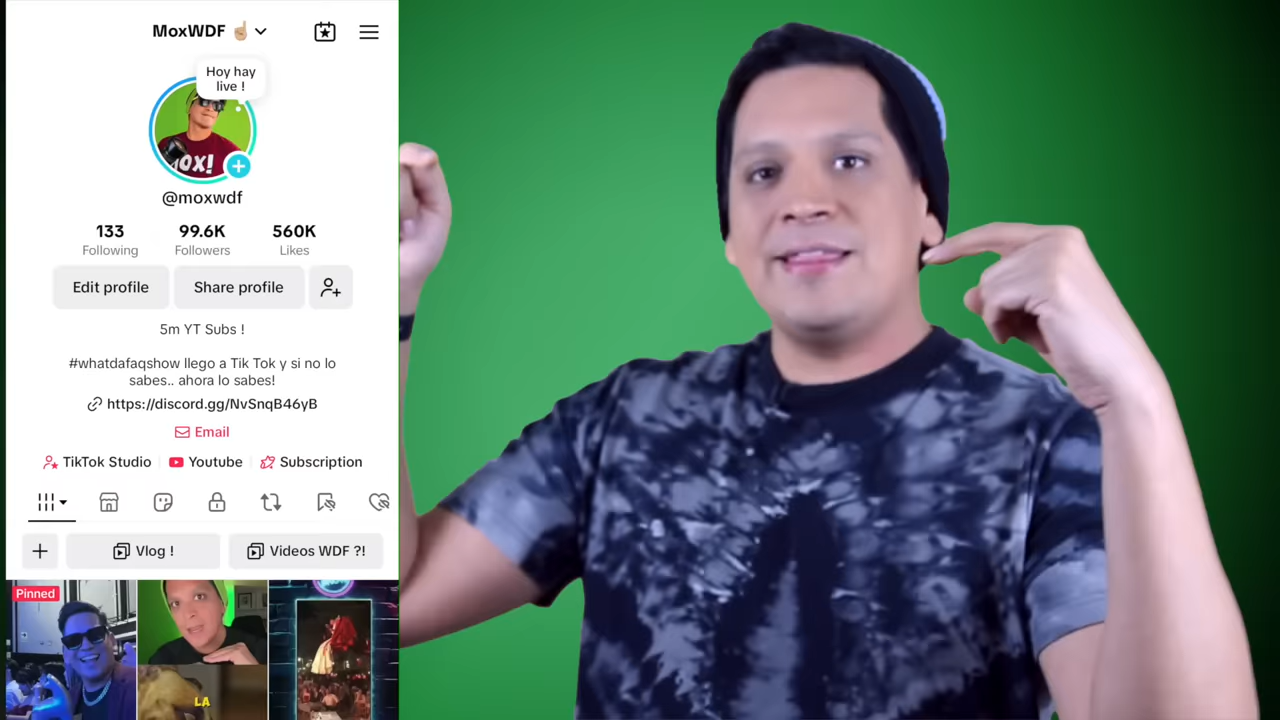 MoxWDF ☝🏼
Hoy hay
live !
MOX!
@moxwdf
133 99.6K 560K
Following Followers Likes
Edit profile Share profile
5m YT Subs !
#whatdafaqshow llego a Tik Tok y si no lo
sabes.. ahora lo sabes!
https://discord.gg/NvSnqB46yB
Email
TikTok Studio Youtube Subscription
Vlog ! Videos WDF ?!
Pinned
LA